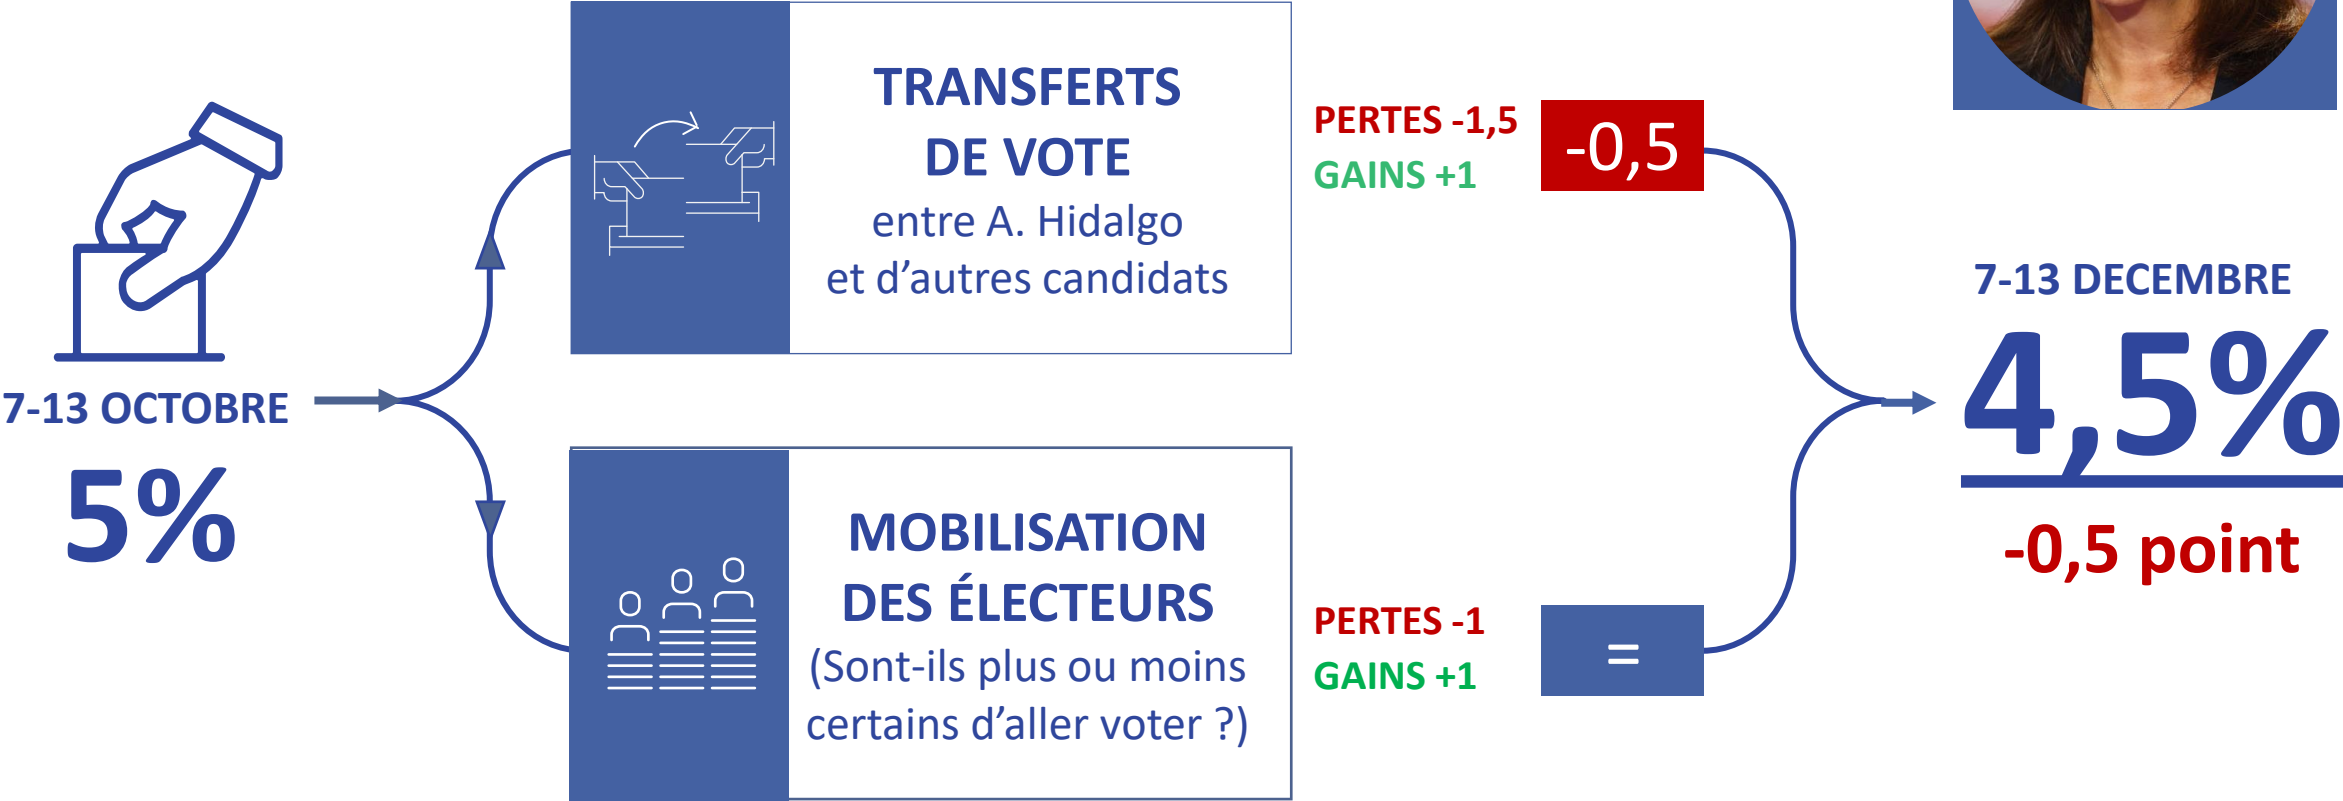 7-13 OCTOBRE
5%
TRANSFERTS
DE VOTE
entre A. Hidalgo
et d’autres candidats
PERTES -1,5
GAINS +1
-0,5
MOBILISATION
DES ÉLECTEURS
(Sont-ils plus ou moins
certains d’aller voter ?)
PERTES -1
GAINS +1
=
7-13 DECEMBRE
4,5%
-0,5 point